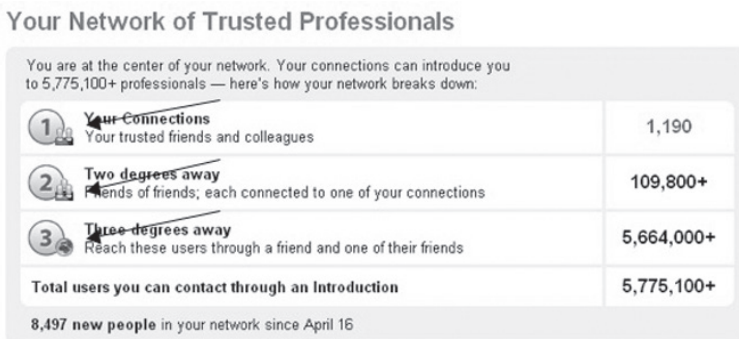 Your Network of Trusted Professionals
You are at the center of your network. Your connections can introduce you
to 5,775,100+ professionals — here's how your network breaks down:
1
Your Connections
Your trusted friends and colleagues
1,190
2
Two degrees away
Friends of friends; each connected to one of your connections
109,800+
3
Three degrees away
Reach these users through a friend and one of their friends
5,664,000+
Total users you can contact through an Introduction
5,775,100+
8,497 new people in your network since April 16